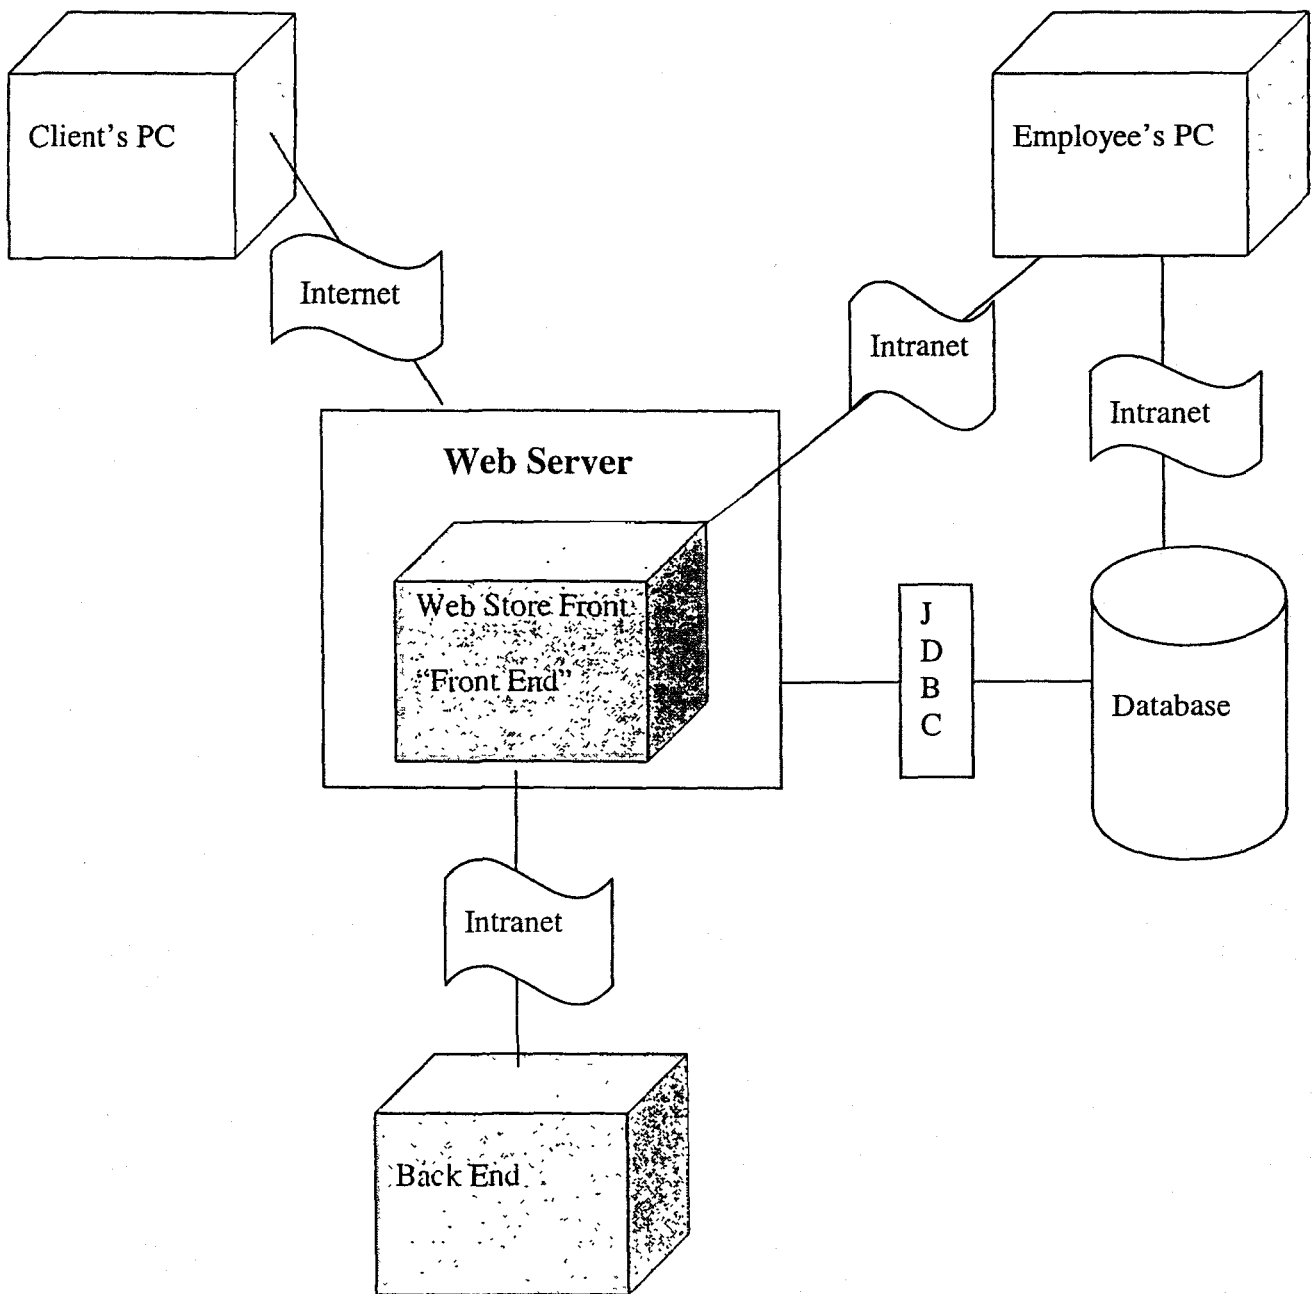 Client's PC
Employee's PC
Internet
Intranet
Intranet
Web Server
Web Store Front
"Front End"
J
D
B
C
Database
Intranet
Back End